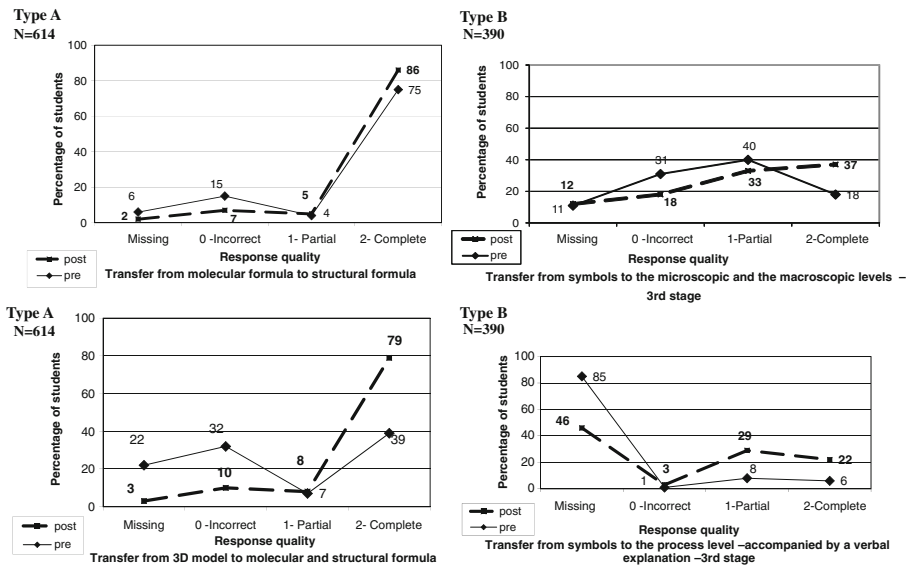 Type A
N=614
Percentage of students
100
80
60
40
20
0
6
15
5
86
75
2
7
4
Missing
0 -Incorrect
1- Partial
2- Complete
Response quality
post
pre
Transfer from molecular formula to structural formula
Type B
N=390
Percentage of students
100
80
60
40
20
0
12
11
31
18
40
33
37
18
Missing
0 -Incorrect
1-Partial
2-Complete
Response quality
post
pre
Transfer from symbols to the microscopic and the macroscopic levels –
3rd stage
Type A
N=614
Percentage of students
100
80
60
40
20
0
22
3
32
10
8
7
79
39
Missing
0 -Incorrect
1- Partial
2- Complete
Response quality
post
pre
Transfer from 3D model to molecular and structural formula
Type B
N=390
Percentage of students
100
80
60
40
20
0
85
46
3
1
29
8
22
6
Missing
0 -Incorrect
1-Partial
2-Complete
Response quality
post
pre
Transfer from symbols to the process level –accompanied by a verbal
explanation –3rd stage